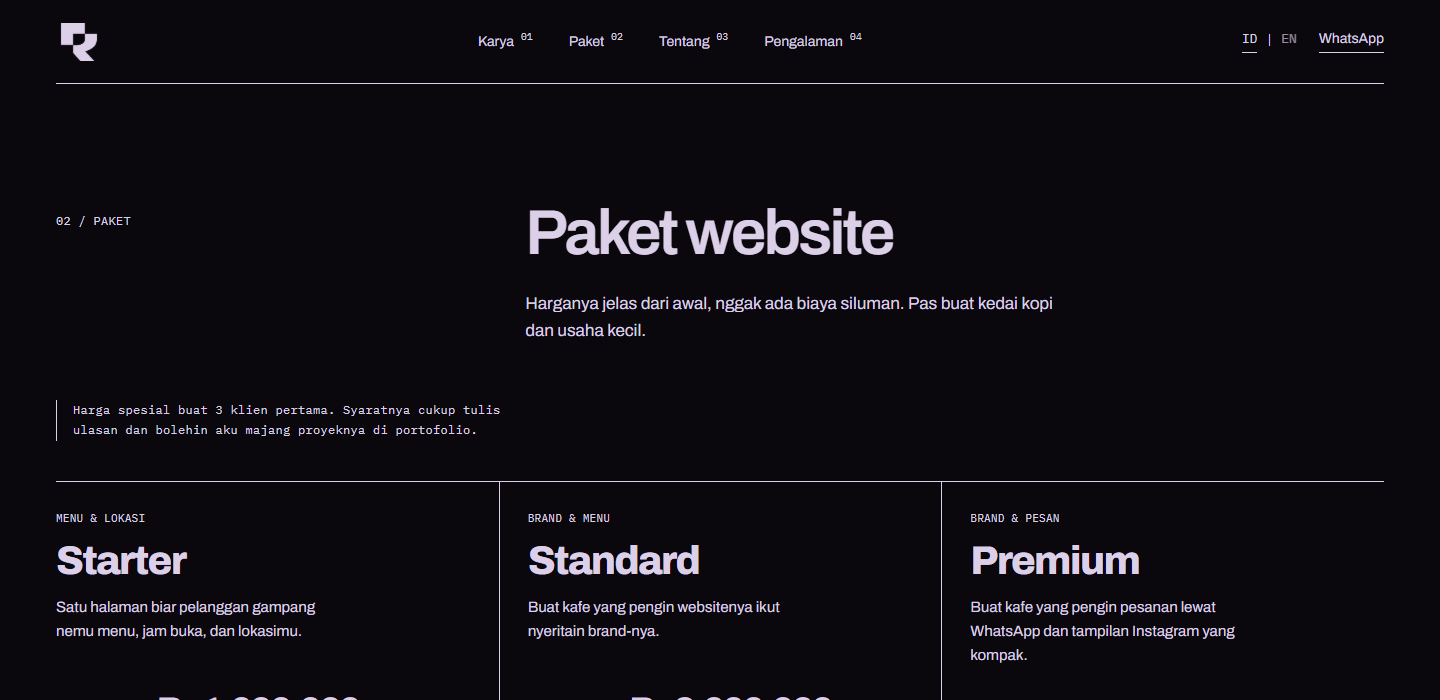 Karya 01 Paket 02 Tentang 03 Pengalaman 04 ID | EN WhatsApp
02 / PAKET
Paket website
Harganya jelas dari awal, nggak ada biaya siluman. Pas buat kedai kopi
dan usaha kecil.
Harga spesial buat 3 klien pertama. Syaratnya cukup tulis
ulasan dan bolehin aku majang proyeknya di portofolio.
MENU & LOKASI
Starter
Satu halaman biar pelanggan gampang
nemu menu, jam buka, dan lokasimu.
BRAND & MENU
Standard
Buat kafe yang pengin websitenya ikut
nyeritain brand-nya.
BRAND & PESAN
Premium
Buat kafe yang pengin pesanan lewat
WhatsApp dan tampilan Instagram yang
kompak.